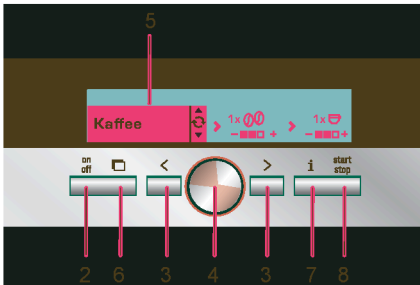 5
Kaffee 1x 1x
- + - +
on off < > i start stop
2 6 3 4 3 7 8